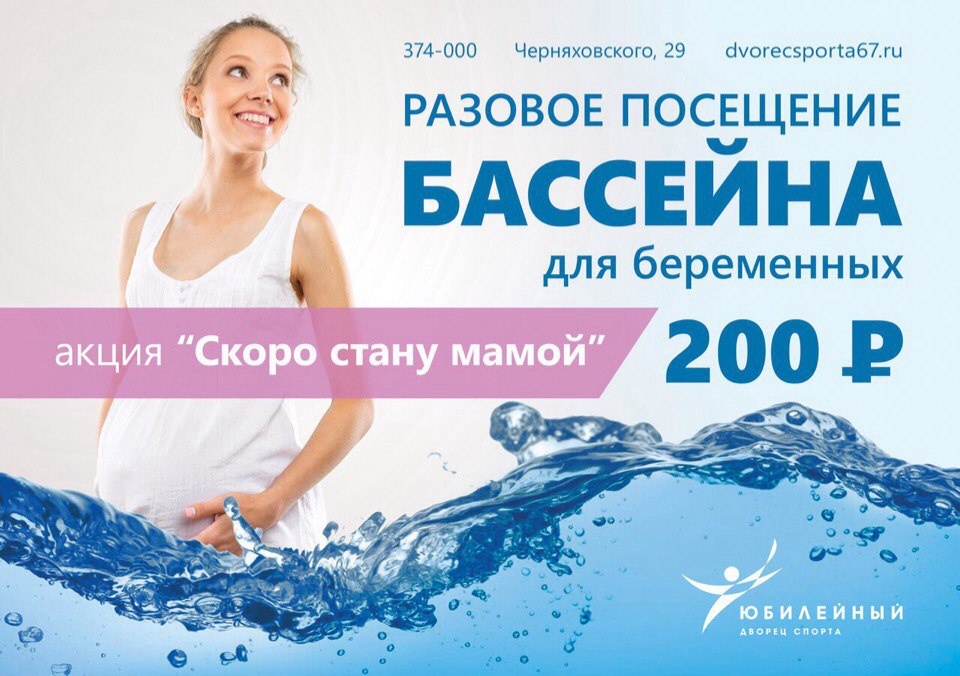 374-000 Черняховского, 29 dvorecsporta67.ru
РАЗОВОЕ ПОСЕЩЕНИЕ
БАССЕЙНА
для беременных
акция “Скоро стану мамой” 200 ₽
ЮБИЛЕЙНЫЙ
ДВОРЕЦ СПОРТА